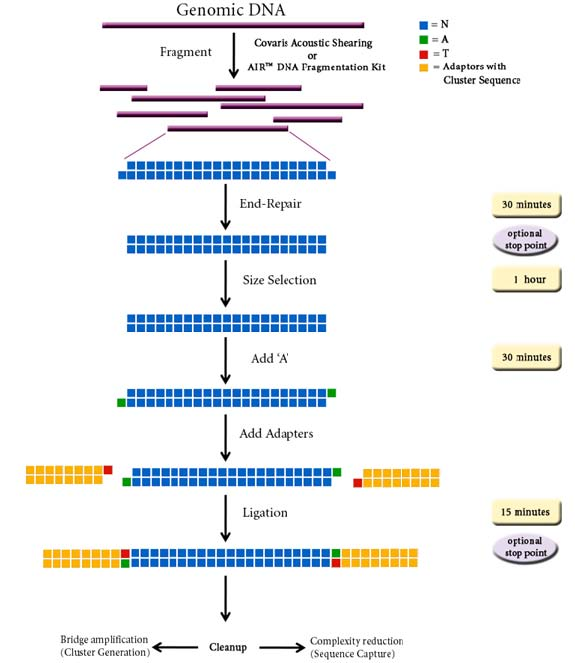 Genomic DNA
Fragment
Covaris Acoustic Shearing
or
AIR™ DNA Fragmentation Kit
= N
= A
= T
= Adaptors with
Cluster Sequence
End-Repair
30 minutes
optional
stop point
Size Selection
1 hour
Add ‘A’
30 minutes
Add Adapters
Ligation
15 minutes
optional
stop point
Bridge amplification
(Cluster Generation)
Cleanup
Complexity reduction
(Sequence Capture)